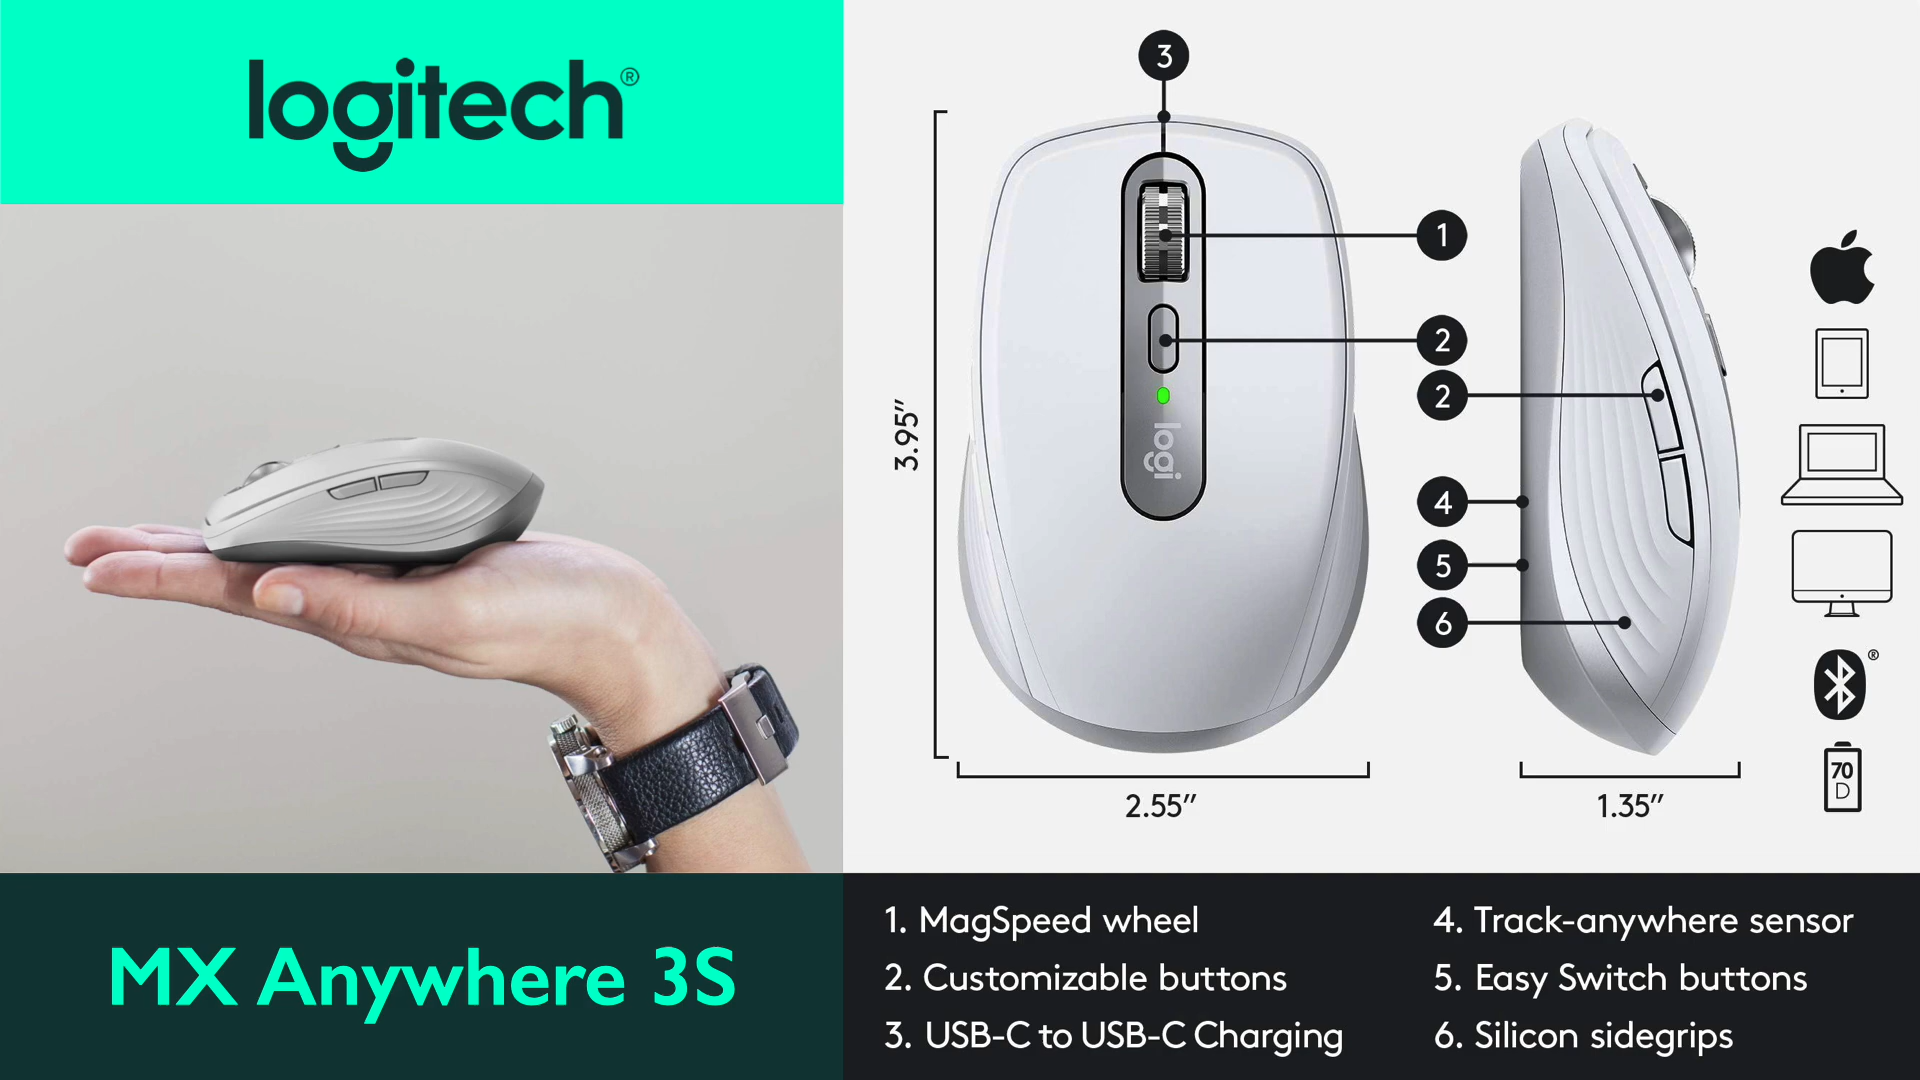 logitech®
MX Anywhere 3S
3
1
2
2
4
5
6
logi
3.95″
2.55″
1.35″
®
70
D
1. MagSpeed wheel
2. Customizable buttons
3. USB-C to USB-C Charging
4. Track-anywhere sensor
5. Easy Switch buttons
6. Silicon sidegrips